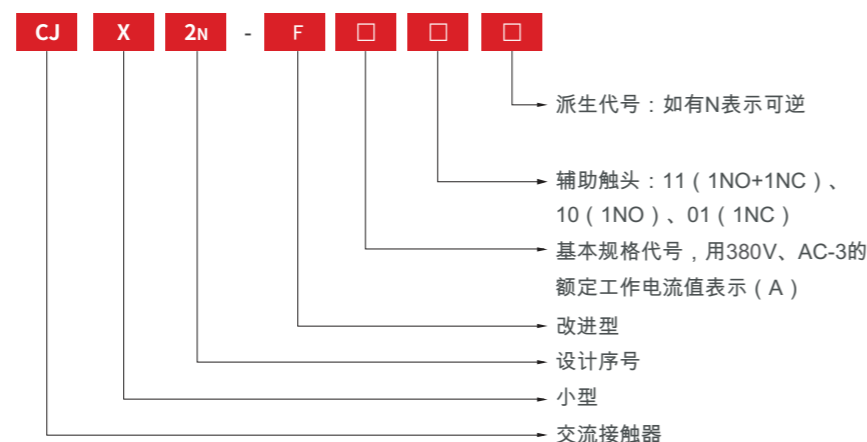 CJ X 2N - F □ □ □
派生代号：如有N表示可逆
辅助触头：11（1NO+1NC）、
10（1NO）、01（1NC）
基本规格代号，用380V、AC-3的
额定工作电流值表示（A）
改进型
设计序号
小型
交流接触器